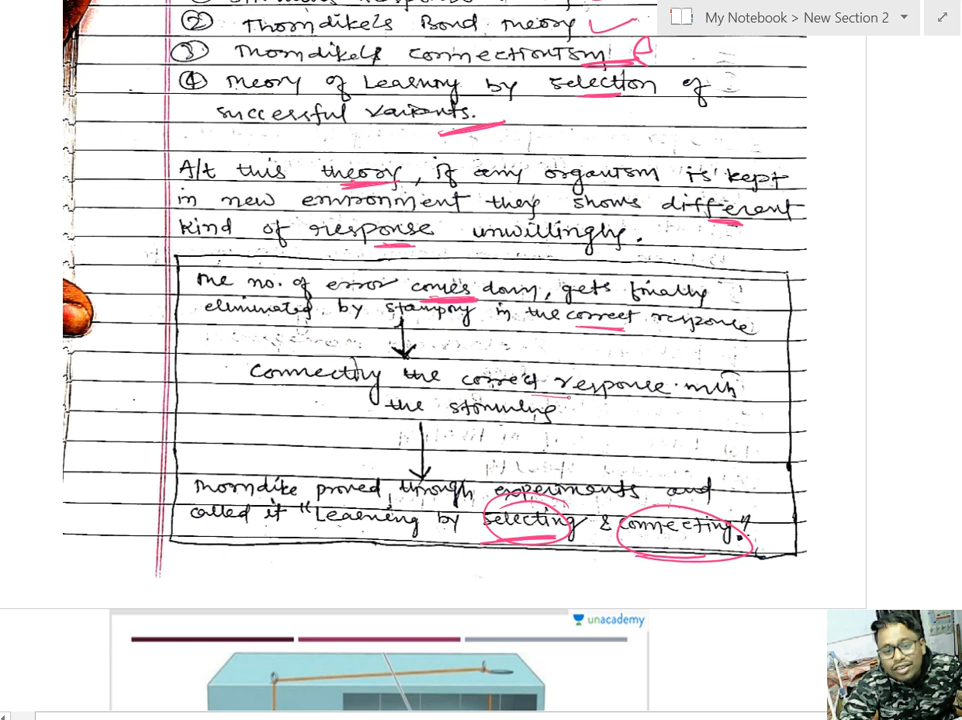 My Notebook > New Section 2
② Thorndike's Bond Theory
③ Thorndike's connectionism
④ Theory of Learning by selection of
successful variants.
A/t this theory, if any organism is kept
in new environment they shows different
kind of response unwillingly.
The no. of error comes down, gets finally
eliminated by stamping in the correct response
Connecting the correct response with
the
Thorndike proved through experiments and
called it "Learning by selecting & connecting."
unacademy